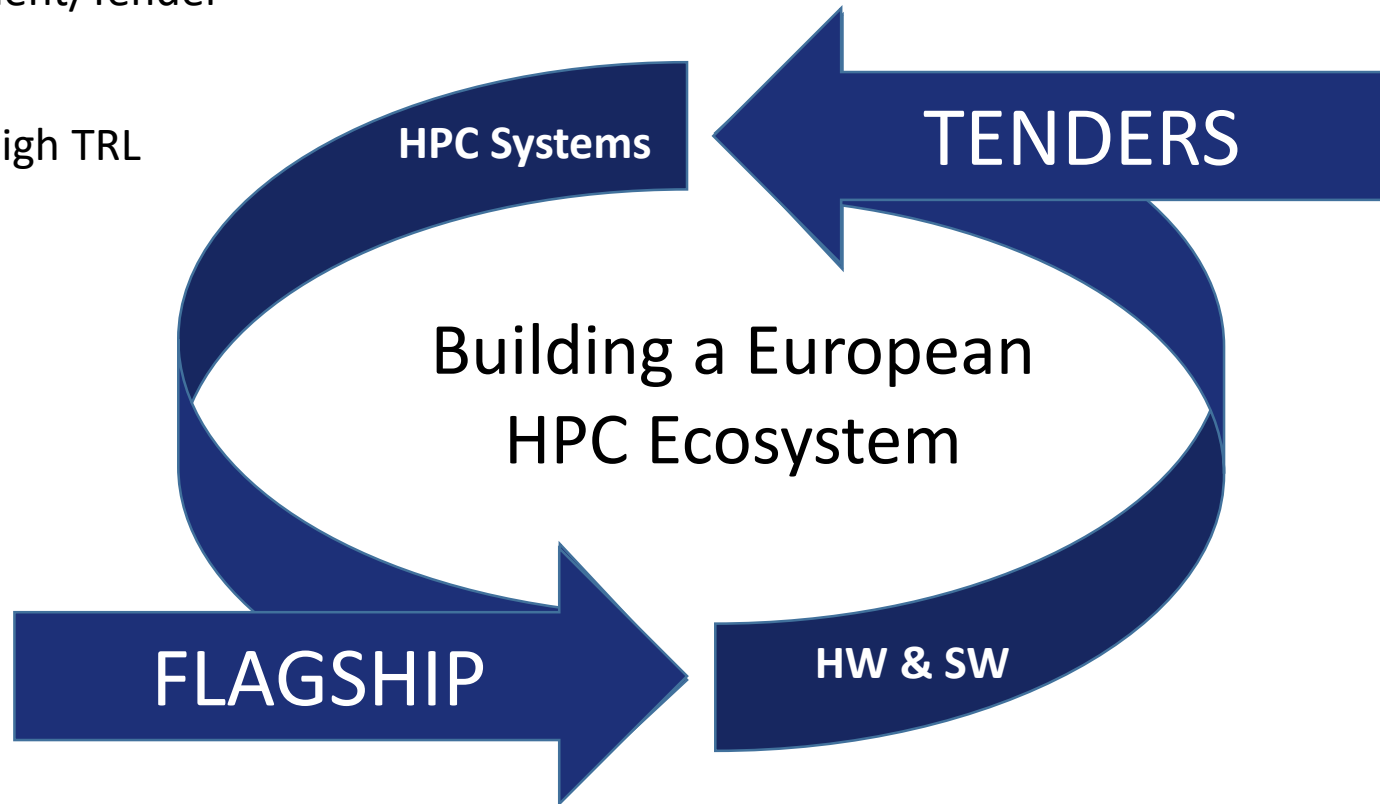 TENDERS
igh TRL
HPC Systems
Building a European
HPC Ecosystem
FLAGSHIP
HW & SW